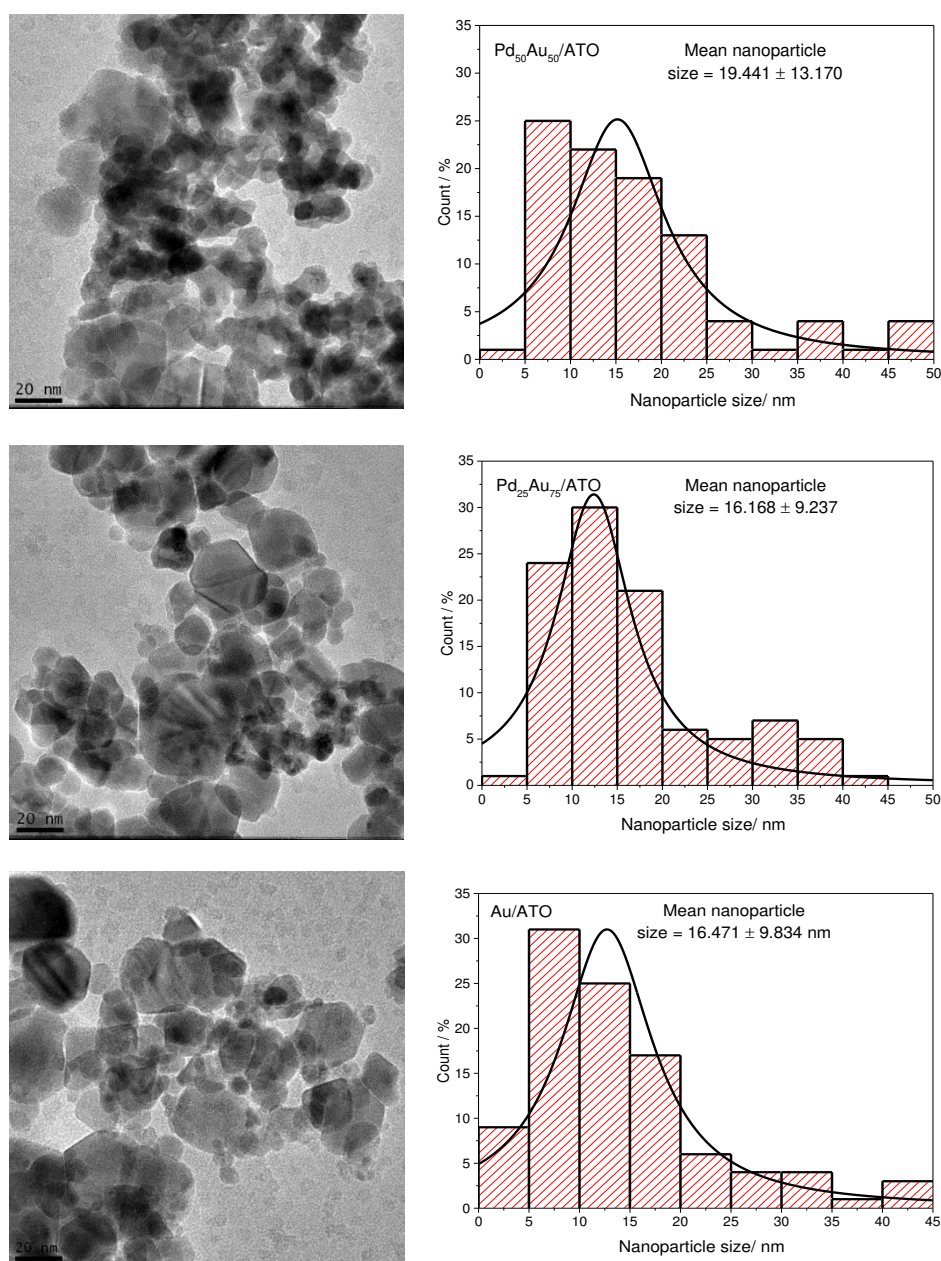 20 nm
Pd50Au50/ATO
Mean nanoparticle
size = 19.441 ± 13.170
Count / %
35
30
25
20
15
10
5
0
0 5 10 15 20 25 30 35 40 45 50
Nanoparticle size/ nm
20 nm
Pd25Au75/ATO
Mean nanoparticle
size = 16.168 ± 9.237
Count / %
35
30
25
20
15
10
5
0
0 5 10 15 20 25 30 35 40 45 50
Nanoparticle size/ nm
20 nm
Au/ATO
Mean nanoparticle
size = 16.471 ± 9.834 nm
Count / %
35
30
25
20
15
10
5
0
0 5 10 15 20 25 30 35 40 45
Nanoparticle size/ nm